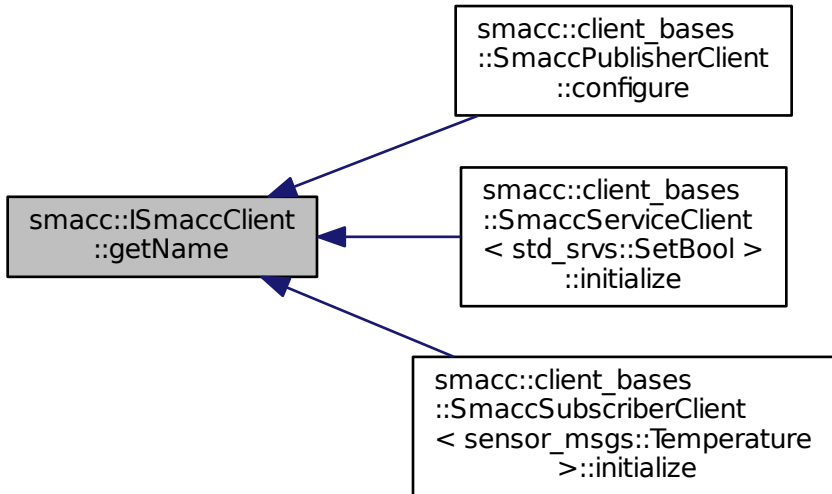 smacc::ISmaccClient
::getName
smacc::client_bases
::SmaccPublisherClient
::configure
smacc::client_bases
::SmaccServiceClient
< std_srvs::SetBool >
::initialize
smacc::client_bases
::SmaccSubscriberClient
< sensor_msgs::Temperature
>::initialize